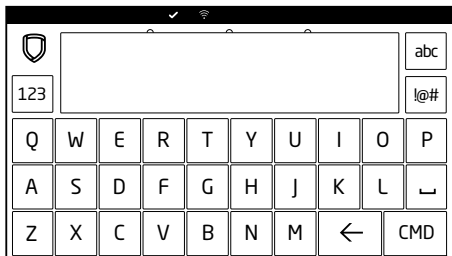 abc
123
!@#
Q W E R T Y U I O P
A S D F G H J K L
Z X C V B N M ← CMD